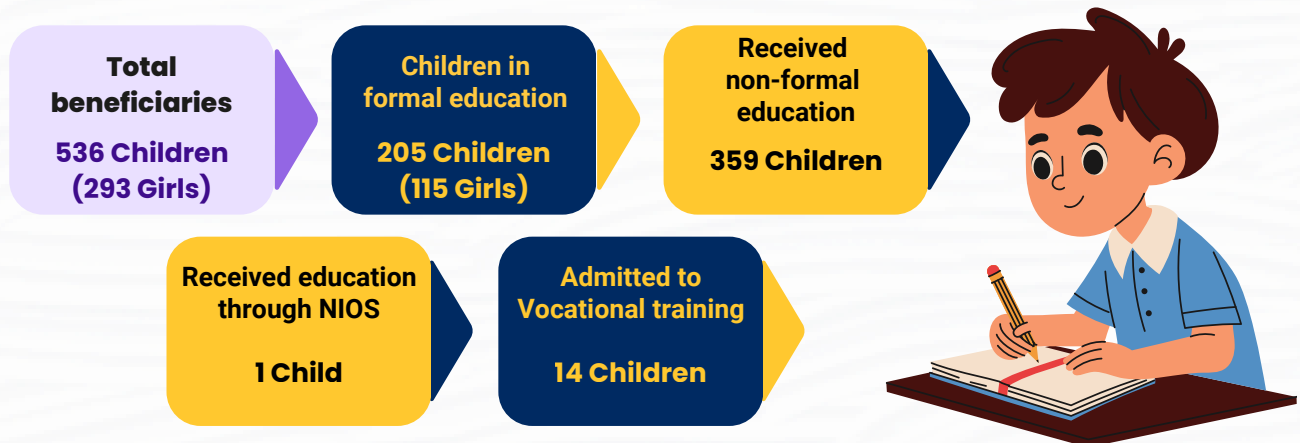 Total
beneficiaries
536 Children
(293 Girls)
Children in
formal education
205 Children
(115 Girls)
Received
non-formal
education
359 Children
Received education
through NIOS
1 Child
Admitted to
Vocational training
14 Children